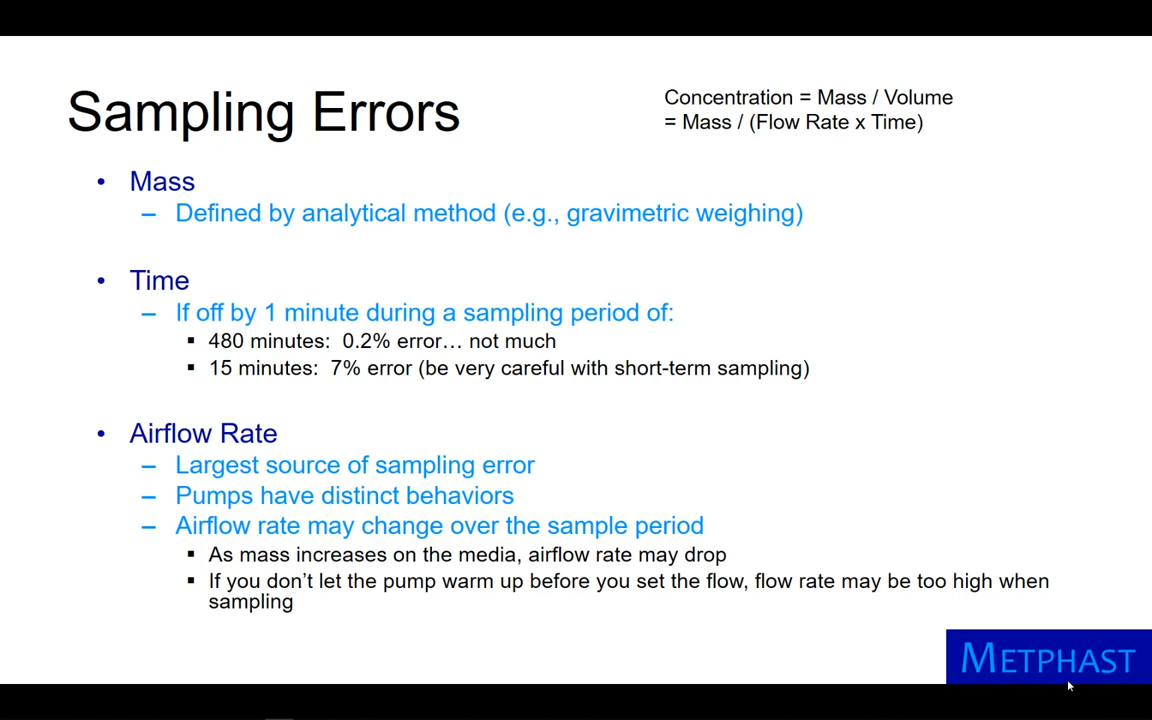 Sampling Errors
Concentration = Mass / Volume
= Mass / (Flow Rate x Time)
• Mass
– Defined by analytical method (e.g., gravimetric weighing)
• Time
– If off by 1 minute during a sampling period of:
▪ 480 minutes:  0.2% error… not much
▪ 15 minutes:  7% error (be very careful with short-term sampling)
• Airflow Rate
– Largest source of sampling error
– Pumps have distinct behaviors
– Airflow rate may change over the sample period
▪ As mass increases on the media, airflow rate may drop
▪ If you don’t let the pump warm up before you set the flow, flow rate may be too high when
sampling
METPHAST